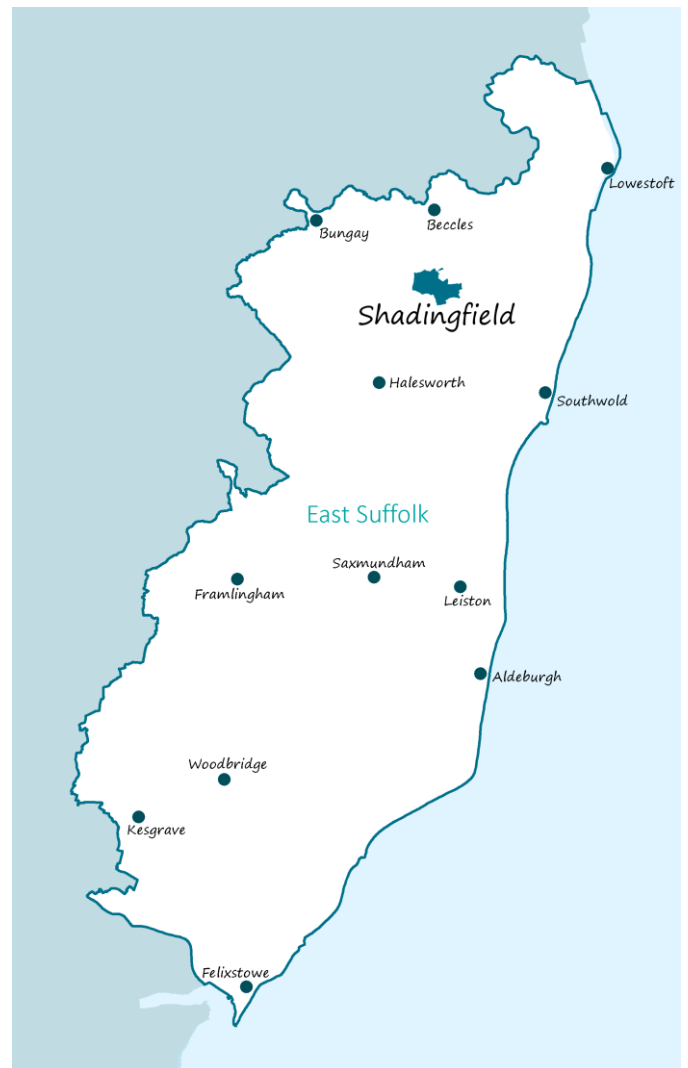 Lowestoft
Beccles
Bungay
Shadingfield
Halesworth
Southwold
East Suffolk
Saxmundham
Framlingham
Leiston
Aldeburgh
Woodbridge
Kesgrave
Felixstowe